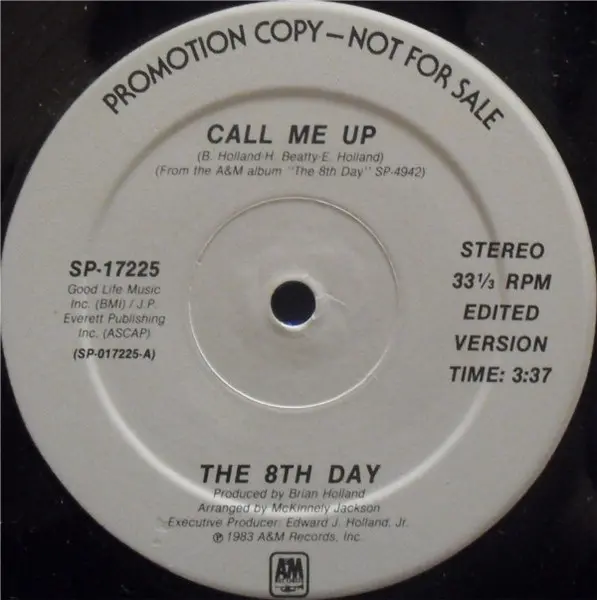 PROMOTION COPY—NOT FOR SALE
CALL ME UP
(B. Holland-H. Beatty-E. Holland)
(From the A&M album "The 8th Day" SP-4942)
SP-17225
Good Life Music
Inc. (BMI) / J.P.
Everett Publishing
Inc. (ASCAP)
(SP-017225-A)
STEREO
33⅓ RPM
EDITED
VERSION
TIME: 3:37
THE 8TH DAY
Produced by Brian Holland
Arranged by McKinnely Jackson
Executive Producer: Edward J. Holland, Jr.
℗ 1983 A&M Records, Inc.
A&M